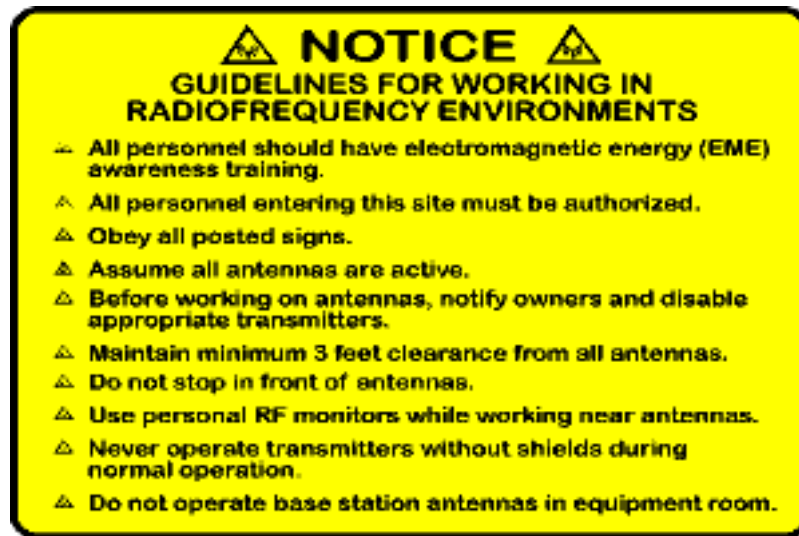 NOTICE
GUIDELINES FOR WORKING IN
RADIOFREQUENCY ENVIRONMENTS
All personnel should have electromagnetic energy (EME)
awareness training.
All personnel entering this site must be authorized.
Obey all posted signs.
Assume all antennas are active.
Before working on antennas, notify owners and disable
appropriate transmitters.
Maintain minimum 3 feet clearance from all antennas.
Do not stop in front of antennas.
Use personal RF monitors while working near antennas.
Never operate transmitters without shields during
normal operation.
Do not operate base station antennas in equipment room.